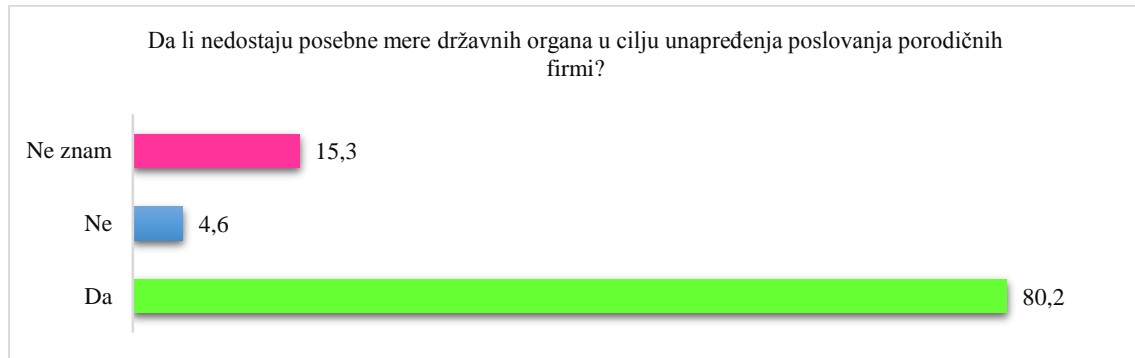 Da li nedostaju posebne mere državnih organa u cilju unapređenja poslovanja porodičnih
firmi?
Ne znam 15,3
Ne 4,6
Da 80,2